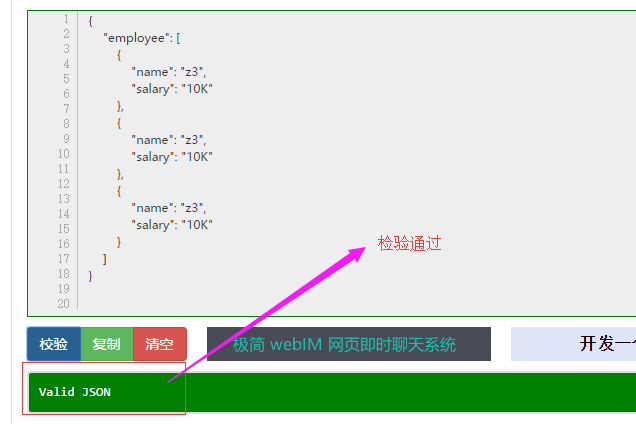 1 {
2 "employee": [
3 {
4 "name": "z3",
5 "salary": "10K"
6 },
7 {
8 "name": "z3",
9 "salary": "10K"
10 },
11 {
12 "name": "z3",
13 "salary": "10K"
14 }
15 ]
16 }
17
18
19
20
检验通过
校验 复制 清空 极简 webIM 网页即时聊天系统 开发一个
Valid JSON